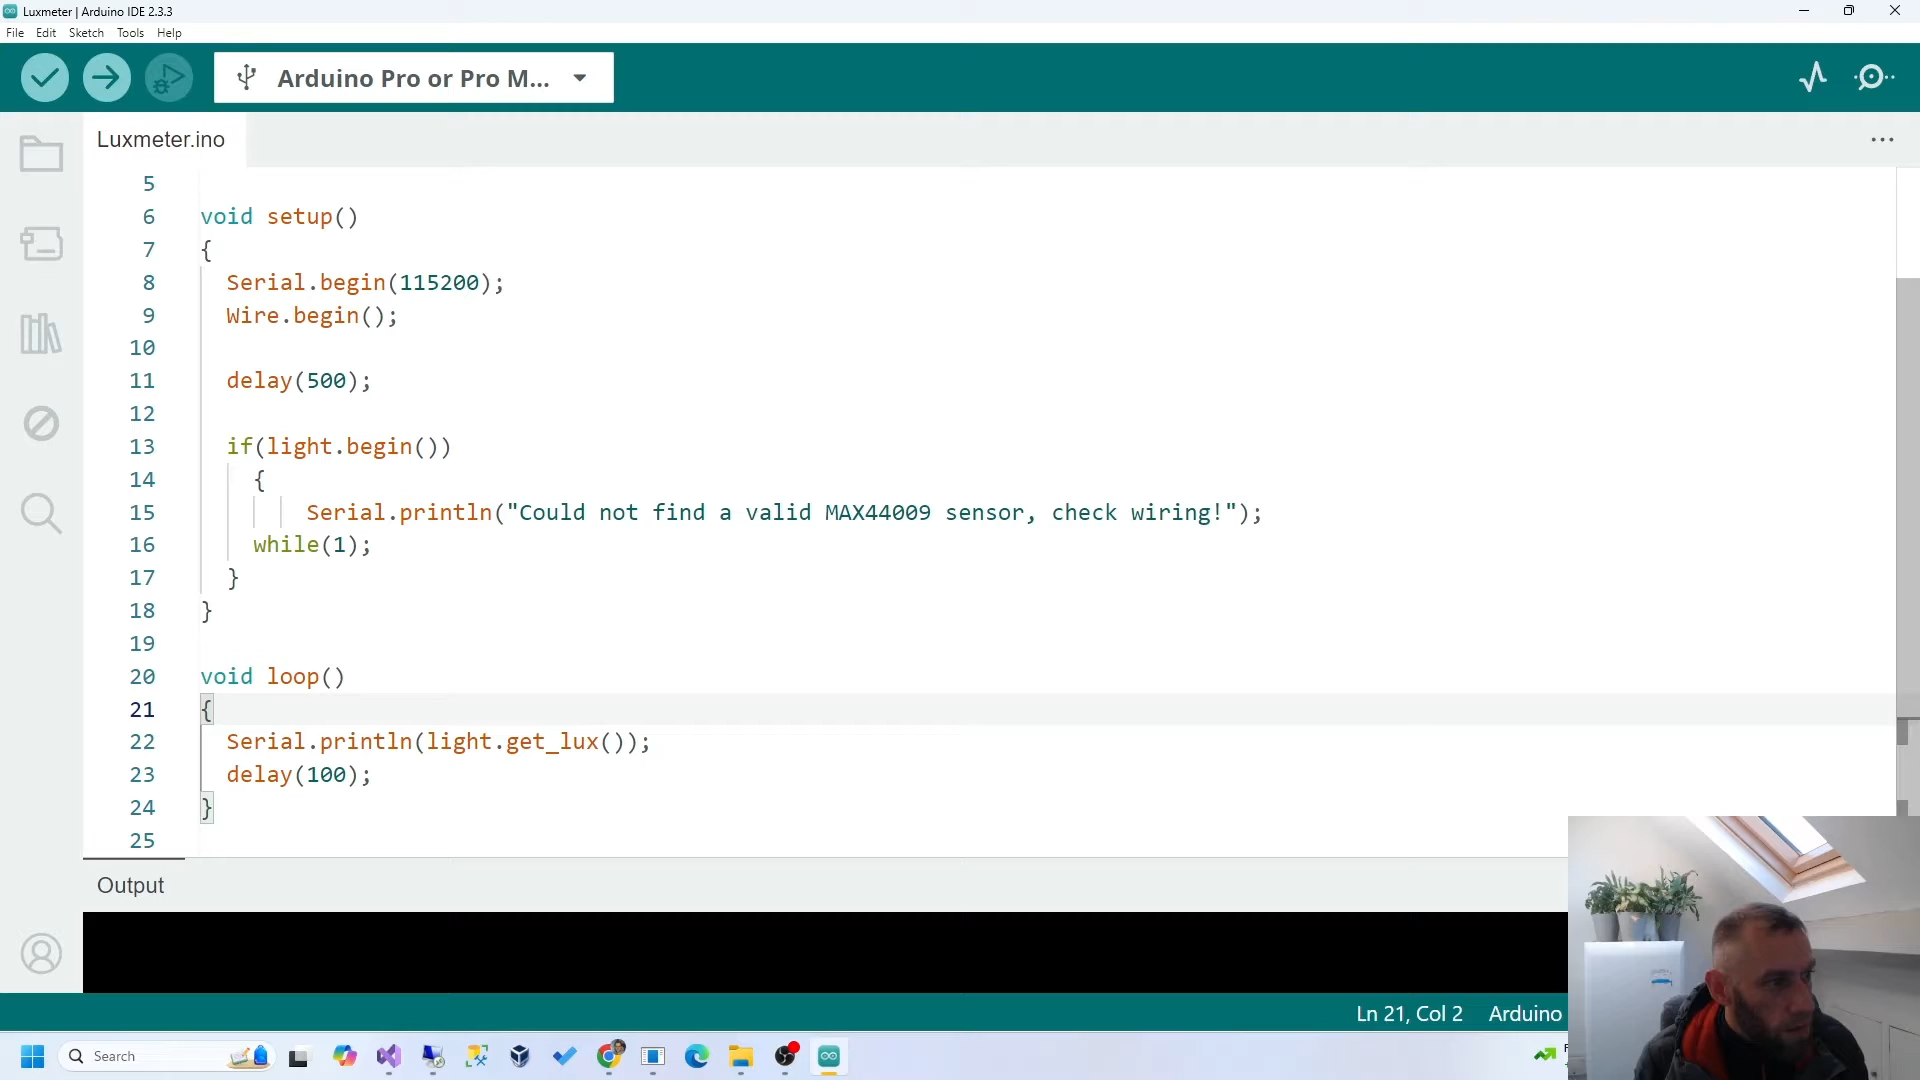 Luxmeter | Arduino IDE 2.3.3
File Edit Sketch Tools Help
Arduino Pro or Pro M...
Luxmeter.ino
5
6 void setup()
7 {
8 Serial.begin(115200);
9 Wire.begin();
10
11 delay(500);
12
13 if(light.begin())
14 {
15 Serial.println("Could not find a valid MAX44009 sensor, check wiring!");
16 while(1);
17 }
18 }
19
20 void loop()
21 {
22 Serial.println(light.get_lux());
23 delay(100);
24 }
25
Output
Ln 21, Col 2 Arduino
Search